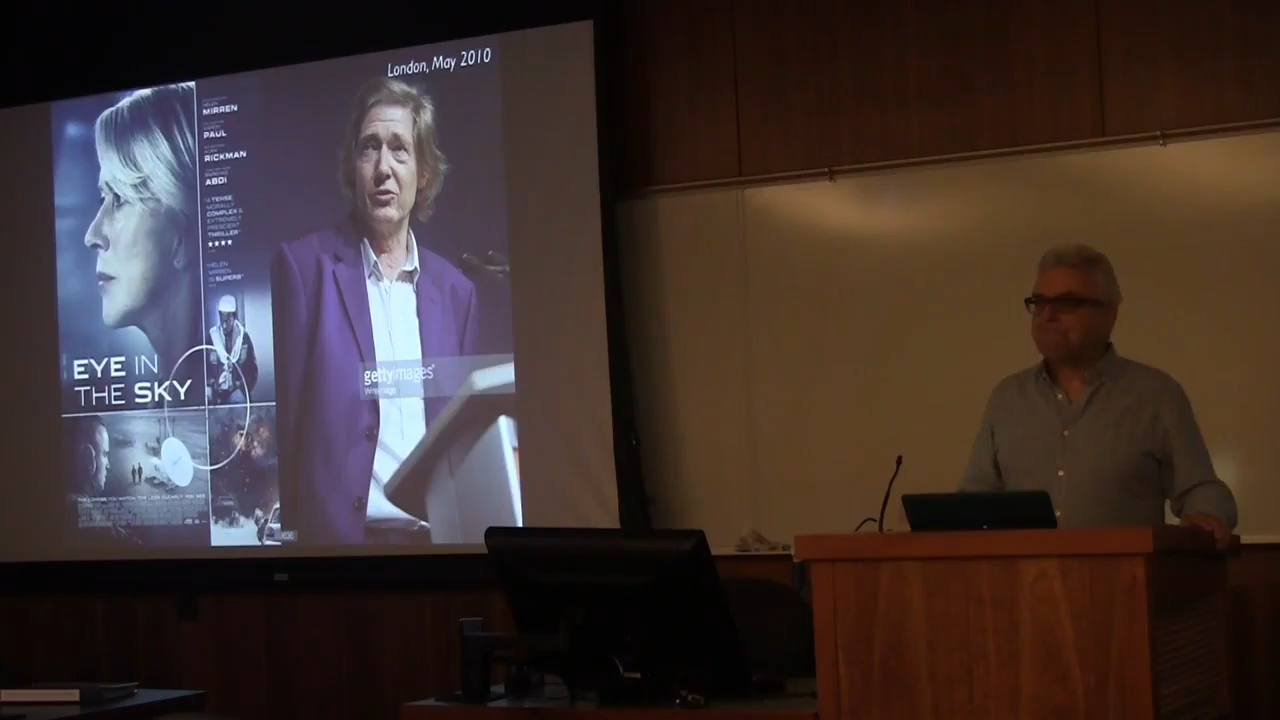 London, May 2010
MIRREN
PAUL
RICKMAN
ABDI
"A TENSE
MORALLY
COMPLEX &
EXTREMELY
PRESCIENT
THRILLER"
★★★★
"HELEN
MIRREN
IS SUPERB"
EYE IN
THE SKY
gettyimages®
WireImage